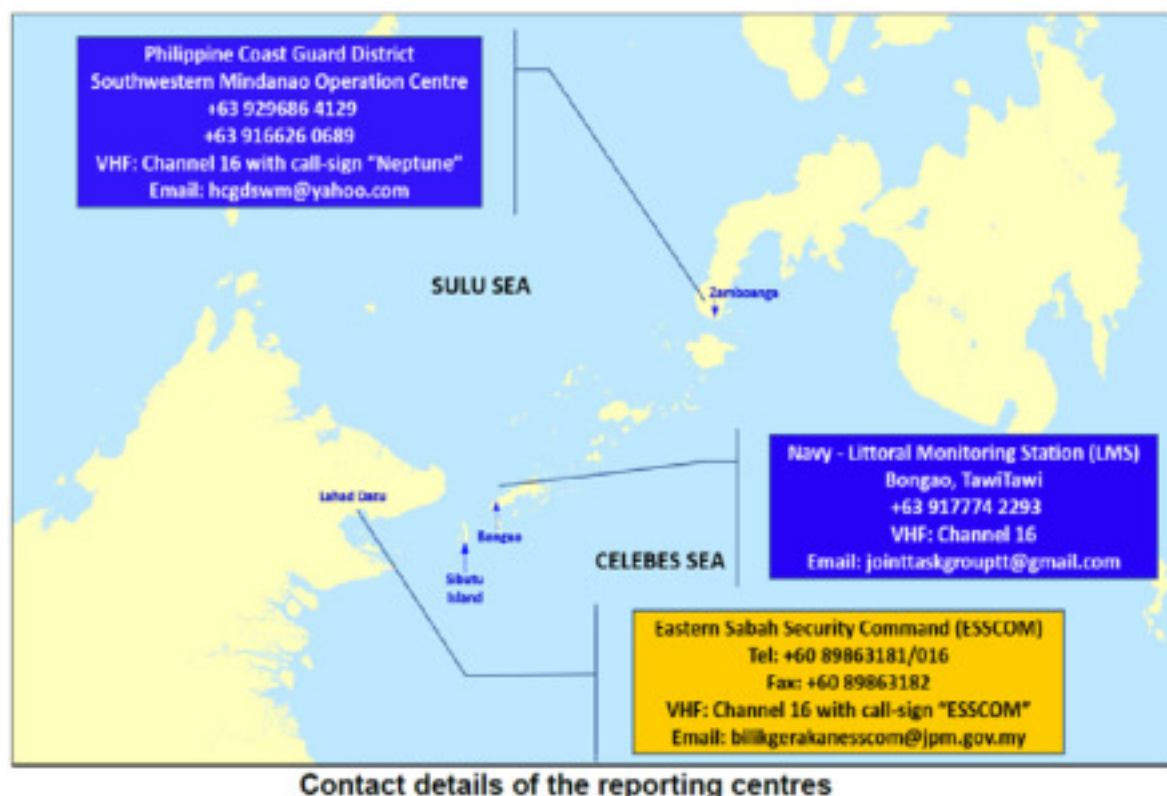 Philippine Coast Guard District
Southwestern Mindanao Operation Centre
+63 929686 4129
+63 916626 0689
VHF: Channel 16 with call-sign "Neptune"
Email: hcgdswm@yahoo.com
SULU SEA
Zamboanga
Navy - Littoral Monitoring Station (LMS)
Bongao, TawiTawi
+63 917774 2293
VHF: Channel 16
Email: jointtaskgrouptt@gmail.com
Lahad Datu
Bongao
CELEBES SEA
Sibutu
Island
Eastern Sabah Security Command (ESSCOM)
Tel: +60 89863181/016
Fax: +60 89863182
VHF: Channel 16 with call-sign "ESSCOM"
Email: bilikgerakanesscom@jpm.gov.my
Contact details of the reporting centres